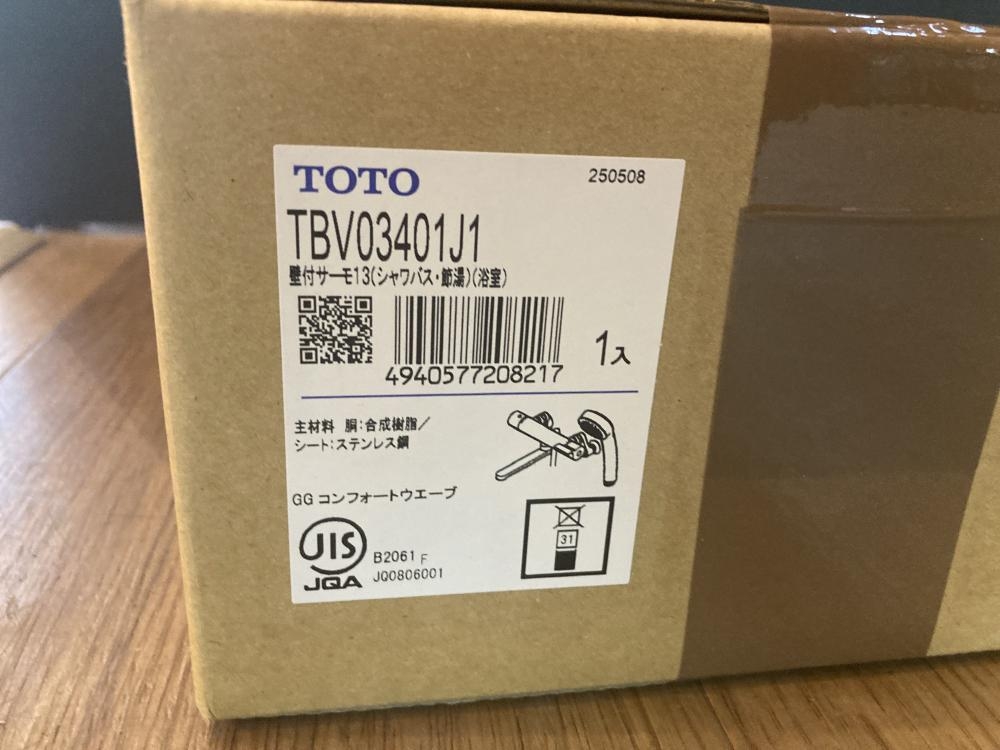 TOTO
250508
TBV03401J1
壁付サーモ13(シャワバス・節湯)(浴室)
4940577208217
1入
主材料 胴:合成樹脂/
シート:ステンレス鋼
GG コンフォートウエーブ
31
JIS
B2061 F
JQA
JQ0806001